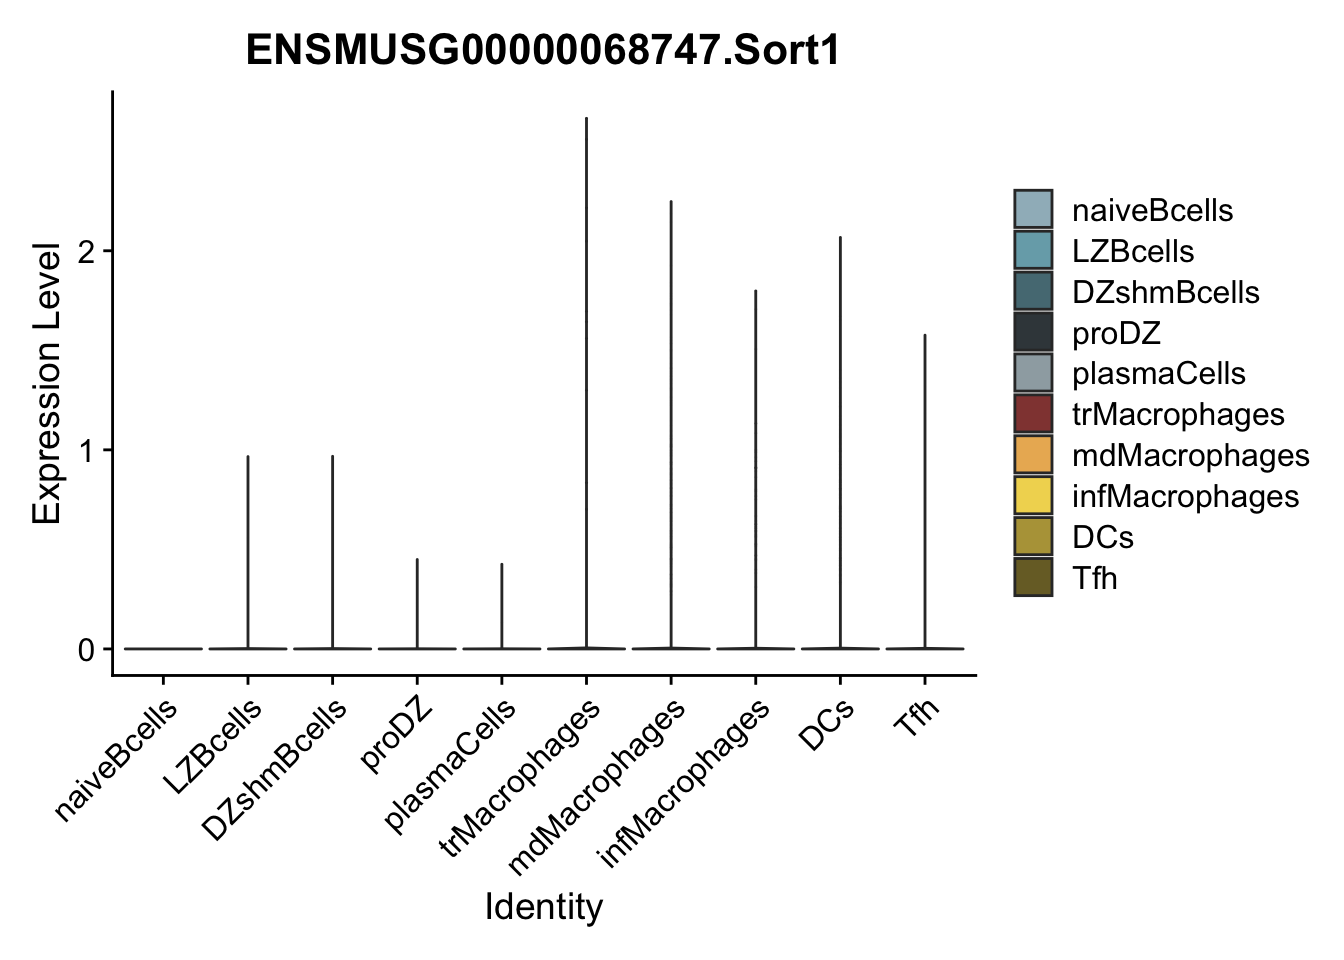 ENSMUSG00000068747.Sort1
Expression Level
2
1
0
naiveBcells
LZBcells
DZshmBcells
proDZ
plasmaCells
trMacrophages
mdMacrophages
infMacrophages
DCs
Tfh
Identity
naiveBcells
LZBcells
DZshmBcells
proDZ
plasmaCells
trMacrophages
mdMacrophages
infMacrophages
DCs
Tfh